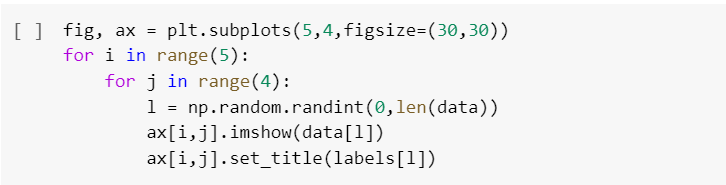 [ ] fig, ax = plt.subplots(5,4,figsize=(30,30))
for i in range(5):
    for j in range(4):
        l = np.random.randint(0,len(data))
        ax[i,j].imshow(data[l])
        ax[i,j].set_title(labels[l])